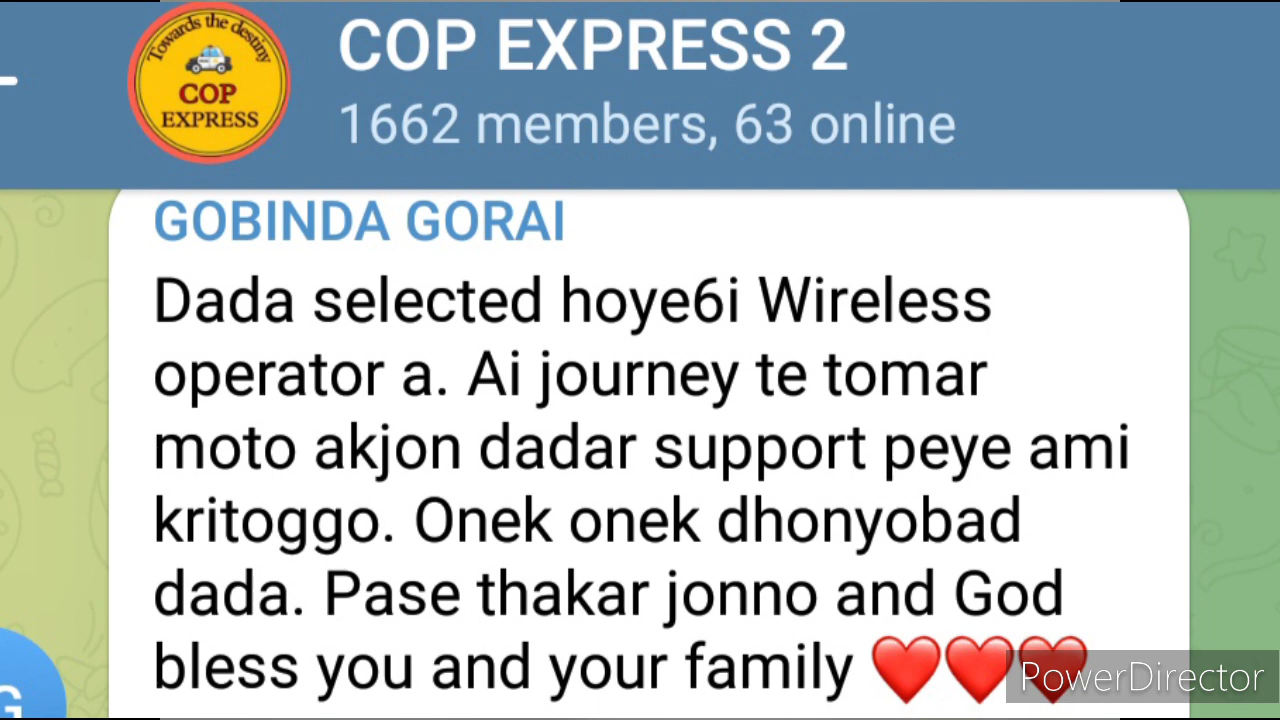 Towards the destiny
COP
EXPRESS
COP EXPRESS 2
1662 members, 63 online
GOBINDA GORAI
Dada selected hoye6i Wireless
operator a. Ai journey te tomar
moto akjon dadar support peye ami
kritoggo. Onek onek dhonyobad
dada. Pase thakar jonno and God
bless you and your family ❤️❤️❤️
G
PowerDirector